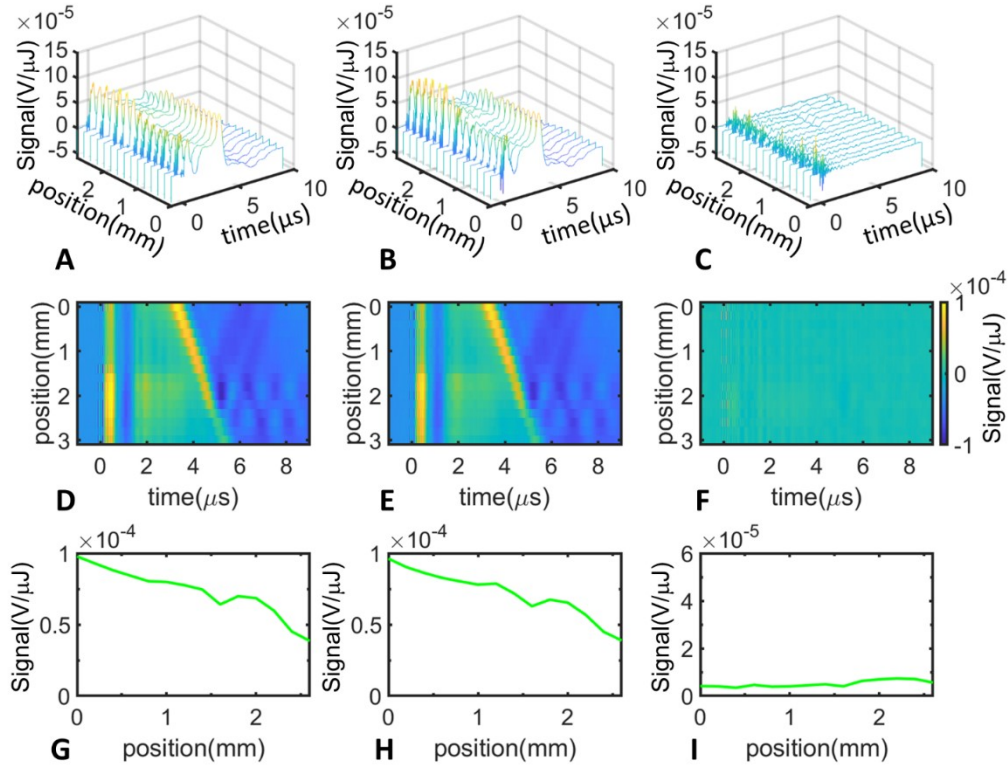 ×10⁻⁵ ×10⁻⁵ ×10⁻⁵
Signal(V/μJ) 15 10 5 0 -5 position(mm) 2 1 0 0 5 10 time(μs)
A
Signal(V/μJ) 15 10 5 0 -5 position(mm) 2 1 0 0 5 10 time(μs)
B
Signal(V/μJ) 15 10 5 0 -5 position(mm) 2 1 0 0 5 10 time(μs)
C
position(mm) 0 1 2 3
0 2 4 6 8
D time(μs)
position(mm) 0 1 2 3
0 2 4 6 8
E time(μs)
position(mm) 0 1 2 3
0 2 4 6 8
F time(μs)
×10⁻⁴
1 0 -1 Signal(V/μJ)
×10⁻⁴
Signal(V/μJ) 1 0.5 0
0 1 2
G position(mm)
×10⁻⁴
Signal(V/μJ) 1 0.5 0
0 1 2
H position(mm)
×10⁻⁵
Signal(V/μJ) 6 4 2 0
0 1 2
I position(mm)